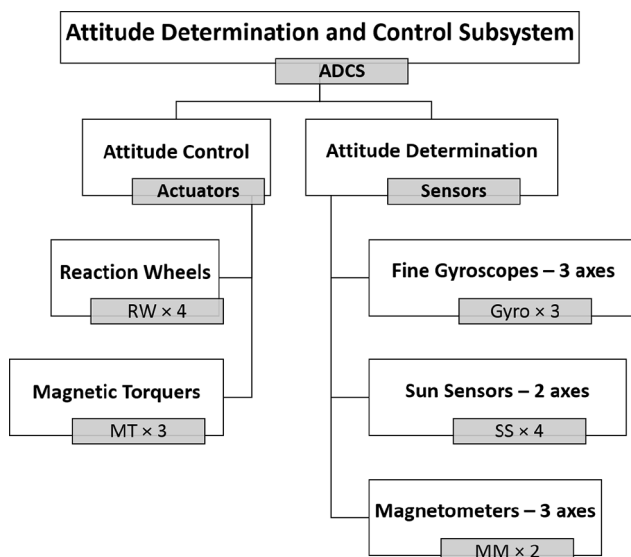 Attitude Determination and Control Subsystem
ADCS
Attitude Control
Actuators
Attitude Determination
Sensors
Reaction Wheels
RW × 4
Fine Gyroscopes – 3 axes
Gyro × 3
Magnetic Torquers
MT × 3
Sun Sensors – 2 axes
SS × 4
Magnetometers – 3 axes
MM × 2